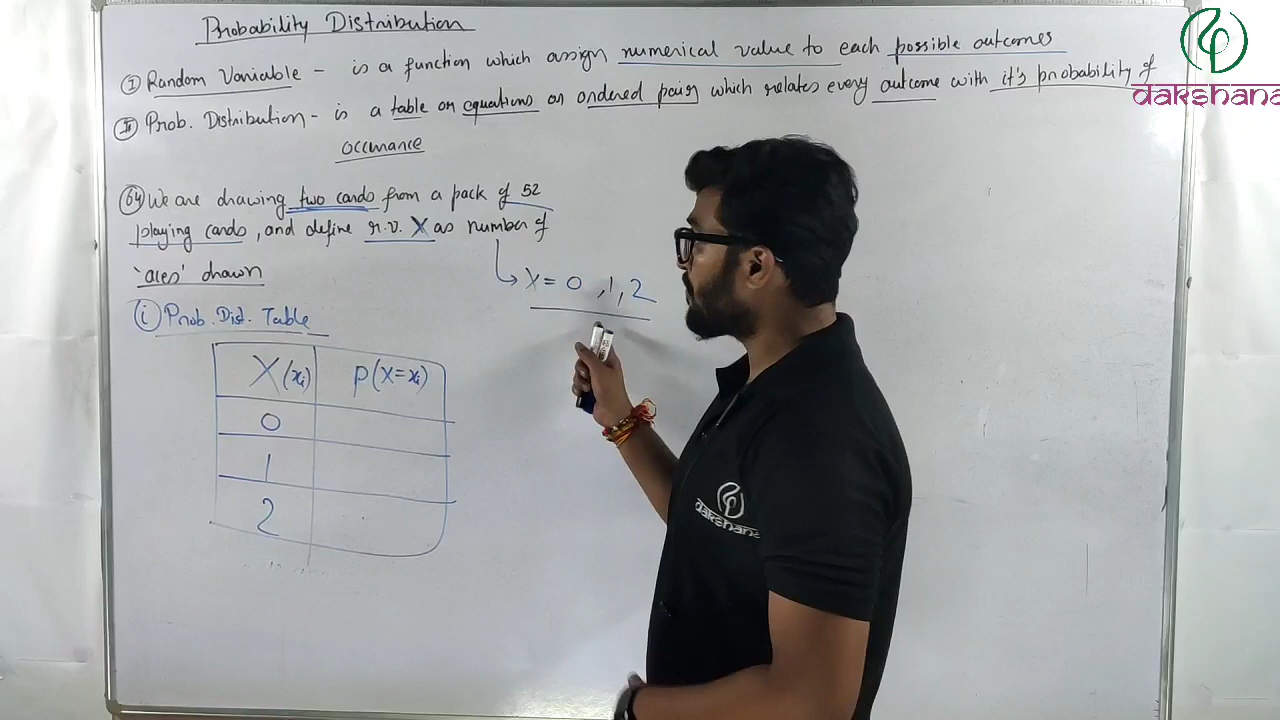 Probability Distribution
I Random Variable - is a function which assign numerical value to each possible outcomes
II Prob. Distribution - is a table or equations or ordered pairs which relates every outcome with it's probability of
occurance
64 We are drawing two cards from a pack of 52
playing cards, and define r.v. X as number of
'aces' drawn
X = 0, 1, 2
i Prob. Dist. Table
X(xi) P(X=xi)
0
1
2
dakshana
dakshana